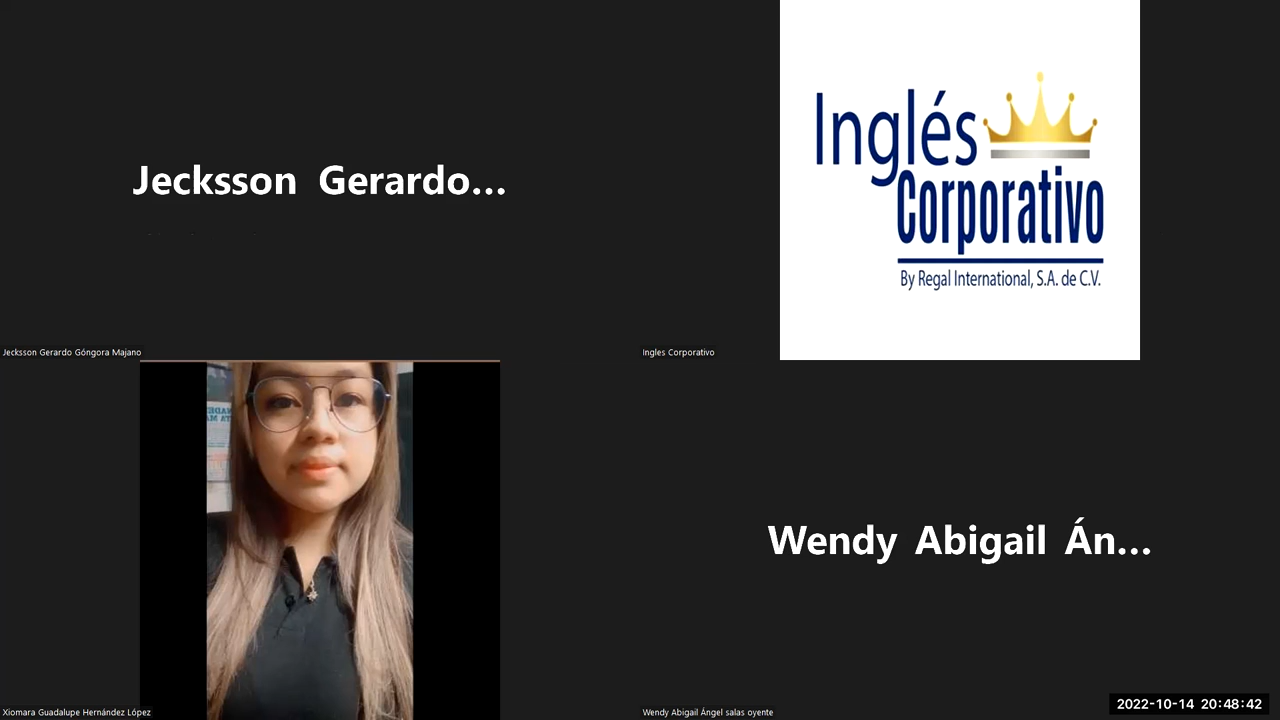 Jecksson Gerardo...
Jecksson Gerardo Góngora Majano
Inglés
Corporativo
By Regal International, S.A. de C.V.
Ingles Corporativo
Xiomara Guadalupe Hernández López
Wendy Abigail Án...
Wendy Abigail Ángel salas oyente
2022-10-14 20:48:42